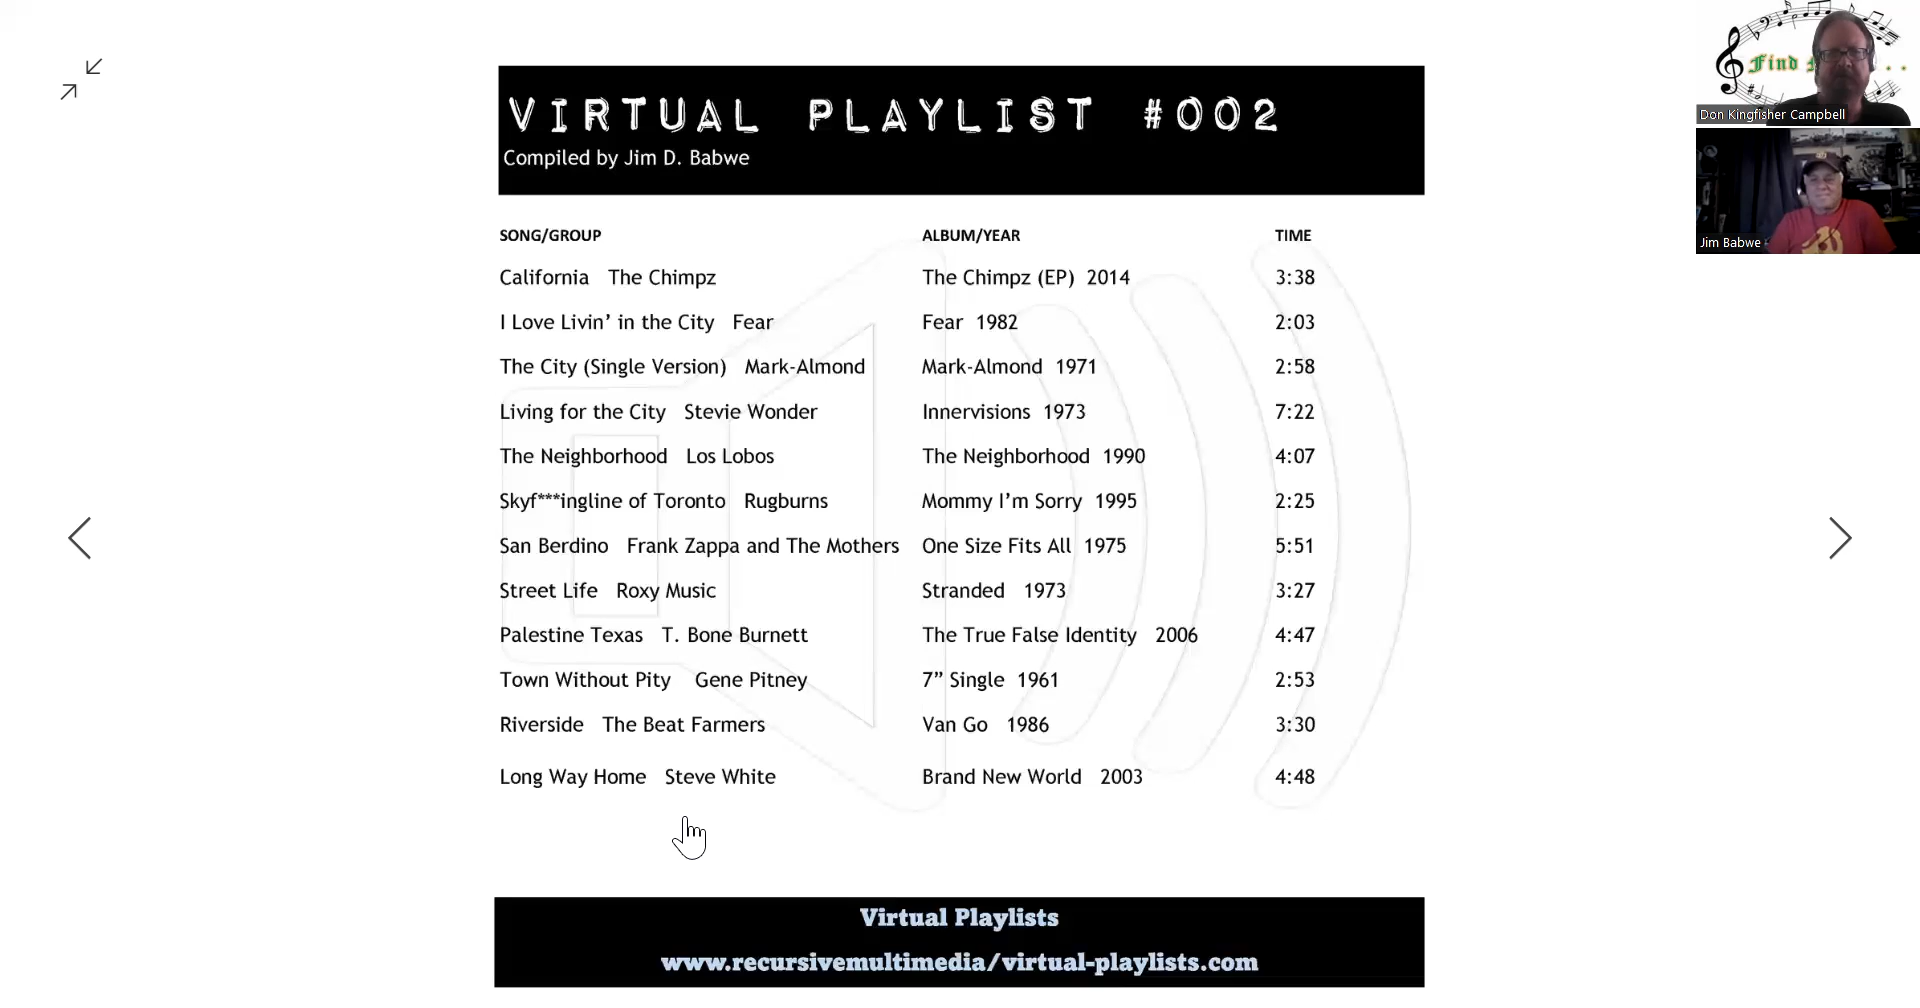 VIRTUAL PLAYLIST #002
Compiled by Jim D. Babwe
SONG/GROUP ALBUM/YEAR TIME
California The Chimpz The Chimpz (EP) 2014 3:38
I Love Livin’ in the City Fear Fear 1982 2:03
The City (Single Version) Mark-Almond Mark-Almond 1971 2:58
Living for the City Stevie Wonder Innervisions 1973 7:22
The Neighborhood Los Lobos The Neighborhood 1990 4:07
Skyf***ingline of Toronto Rugburns Mommy I’m Sorry 1995 2:25
San Berdino Frank Zappa and The Mothers One Size Fits All 1975 5:51
Street Life Roxy Music Stranded 1973 3:27
Palestine Texas T. Bone Burnett The True False Identity 2006 4:47
Town Without Pity Gene Pitney 7” Single 1961 2:53
Riverside The Beat Farmers Van Go 1986 3:30
Long Way Home Steve White Brand New World 2003 4:48
Virtual Playlists
www.recursivemultimedia/virtual-playlists.com
Find
Don Kingfisher Campbell
Jim Babwe